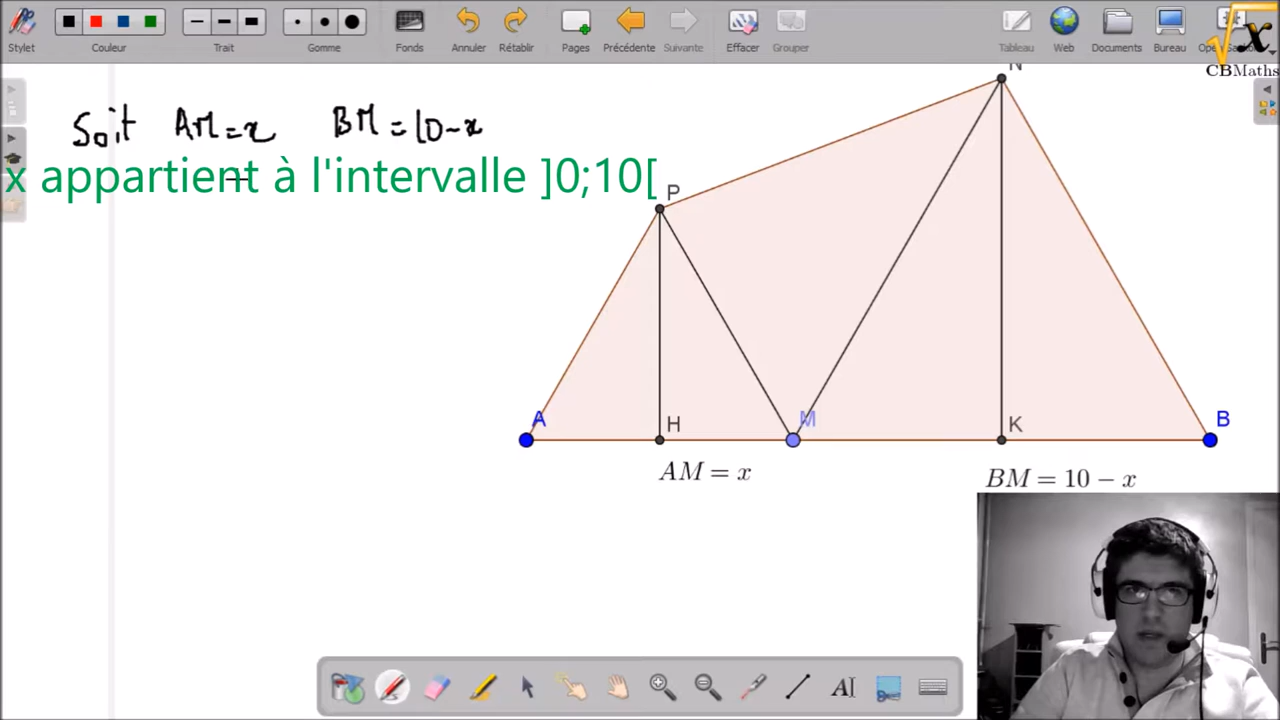 Stylet Couleur Trait Gomme Fonds Annuler Rétablir Pages Précédente Suivante Effacer Grouper Tableau Web Documents Bureau
CBMaths
Soit AM=x BM=10-x
x appartient à l'intervalle ]0;10[
N
P
A H M K B
AM = x
BM = 10 − x
AI